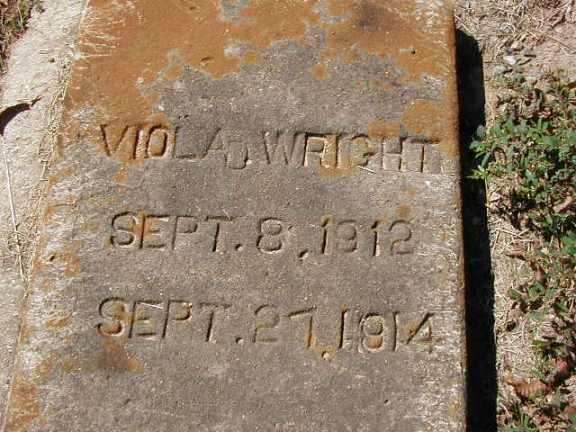 VIOLA J WRIGHT
SEPT. 8, 1912
SEPT. 27, 1914